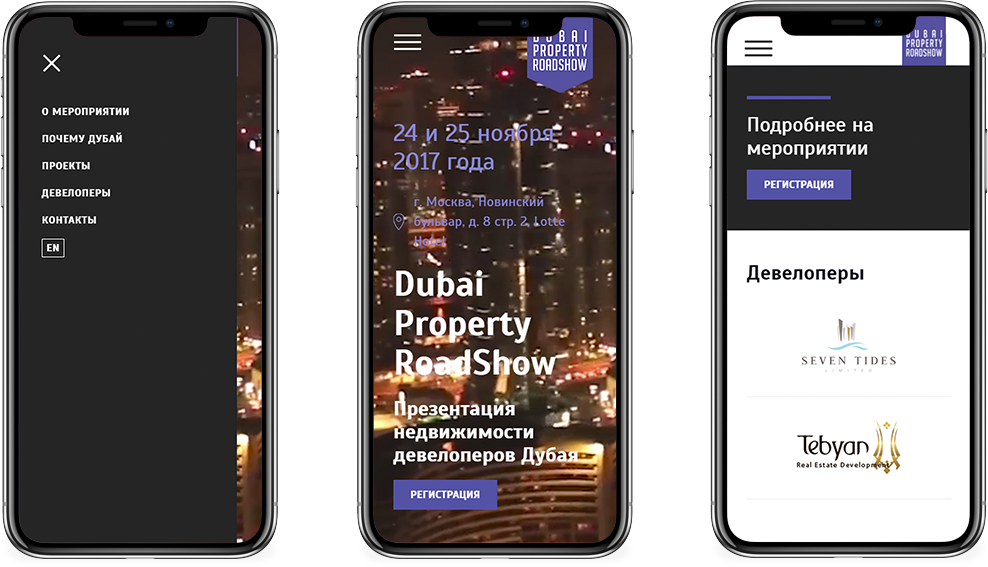 О МЕРОПРИЯТИИ
ПОЧЕМУ ДУБАЙ
ПРОЕКТЫ
ДЕВЕЛОПЕРЫ
КОНТАКТЫ
EN
DUBAI
PROPERTY
ROADSHOW
24 и 25 ноября
2017 года
г. Москва, Новинский
бульвар, д. 8 стр. 2, Lotte
Hotel
Dubai
Property
RoadShow
Презентация
недвижимости
девелоперов Дубая
РЕГИСТРАЦИЯ
DUBAI
PROPERTY
ROADSHOW
Подробнее на
мероприятии
РЕГИСТРАЦИЯ
Девелоперы
SEVEN TIDES
LIMITED
Tebyan
Real Estate Development